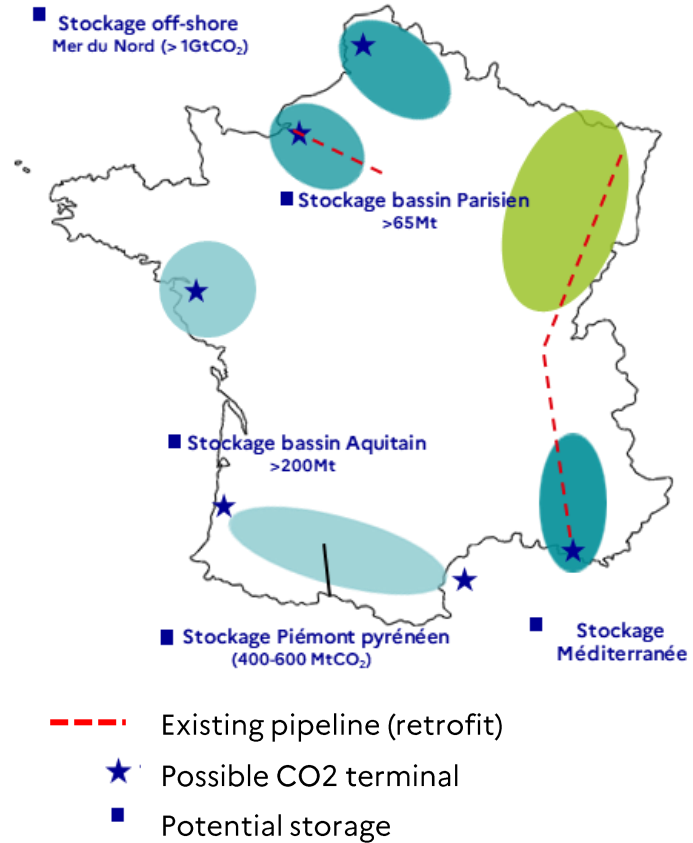 Stockage off-shore
Mer du Nord (> 1GtCO₂)
Stockage bassin Parisien
>65Mt
Stockage bassin Aquitain
>200Mt
Stockage Piémont pyrénéen
(400-600 MtCO₂)
Stockage
Méditerranée
Existing pipeline (retrofit)
Possible CO2 terminal
Potential storage